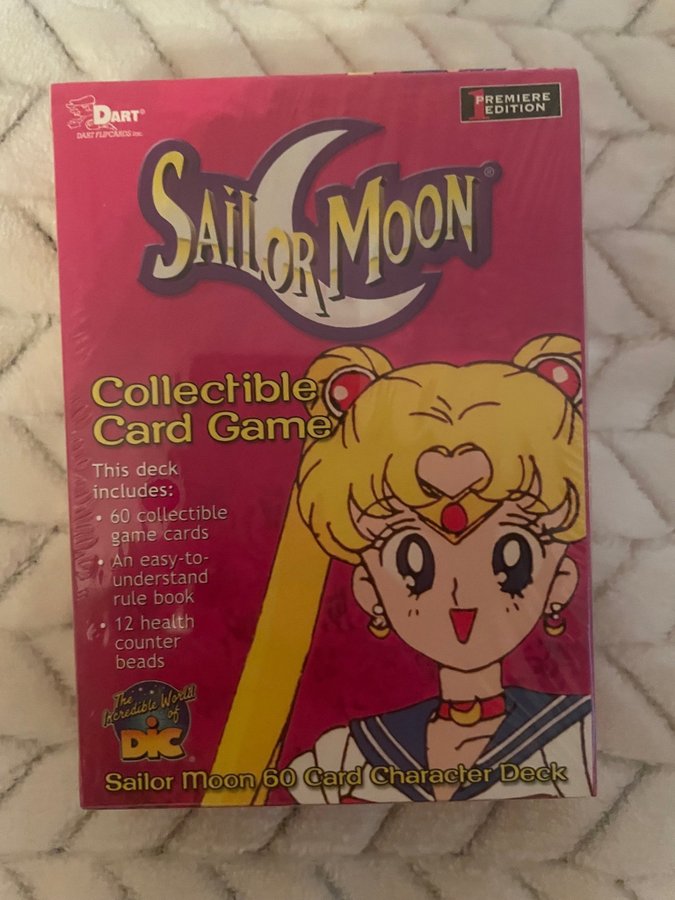 DART®
DART FLIPCARDS INC.
1 PREMIERE
EDITION
SAILOR MOON®
Collectible
Card Game
This deck
includes:
• 60 collectible
game cards
• An easy-to-
understand
rule book
• 12 health
counter
beads
The
Incredible World
of
DiC®
Sailor Moon 60 Card Character Deck